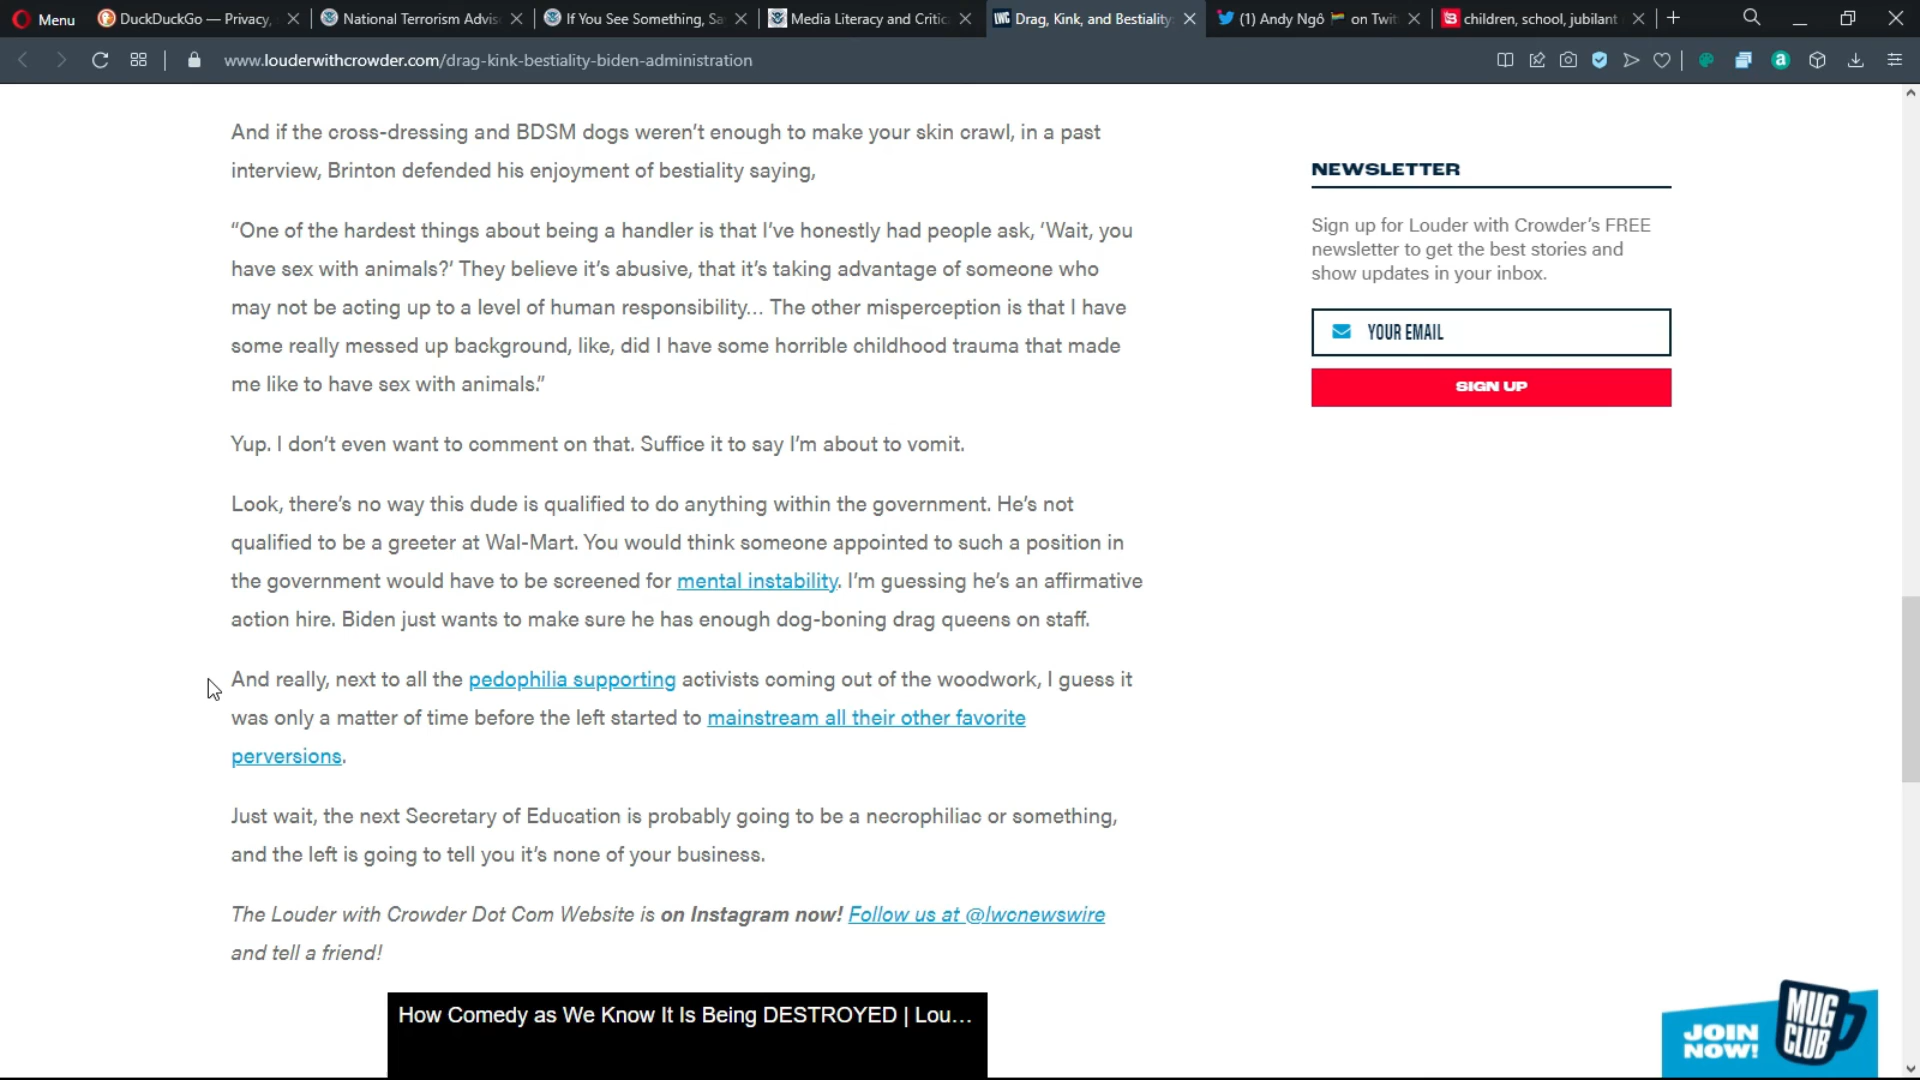 Menu
DuckDuckGo — Privacy,
National Terrorism Advis
If You See Something, Sa
Media Literacy and Critic
Drag, Kink, and Bestiality
(1) Andy Ngô 🏳️‍🌈 on Twit
children, school, jubilant
www.louderwithcrowder.com/drag-kink-bestiality-biden-administration
And if the cross-dressing and BDSM dogs weren't enough to make your skin crawl, in a past
interview, Brinton defended his enjoyment of bestiality saying,
"One of the hardest things about being a handler is that I've honestly had people ask, 'Wait, you
have sex with animals?' They believe it's abusive, that it's taking advantage of someone who
may not be acting up to a level of human responsibility... The other misperception is that I have
some really messed up background, like, did I have some horrible childhood trauma that made
me like to have sex with animals."
Yup. I don't even want to comment on that. Suffice it to say I'm about to vomit.
Look, there's no way this dude is qualified to do anything within the government. He's not
qualified to be a greeter at Wal-Mart. You would think someone appointed to such a position in
the government would have to be screened for mental instability. I'm guessing he's an affirmative
action hire. Biden just wants to make sure he has enough dog-boning drag queens on staff.
And really, next to all the pedophilia supporting activists coming out of the woodwork, I guess it
was only a matter of time before the left started to mainstream all their other favorite
perversions.
Just wait, the next Secretary of Education is probably going to be a necrophiliac or something,
and the left is going to tell you it's none of your business.
The Louder with Crowder Dot Com Website is on Instagram now! Follow us at @lwcnewswire
and tell a friend!
How Comedy as We Know It Is Being DESTROYED | Lou...
NEWSLETTER
Sign up for Louder with Crowder's FREE
newsletter to get the best stories and
show updates in your inbox.
YOUR EMAIL
SIGN UP
JOIN
NOW!
MUG
CLUB